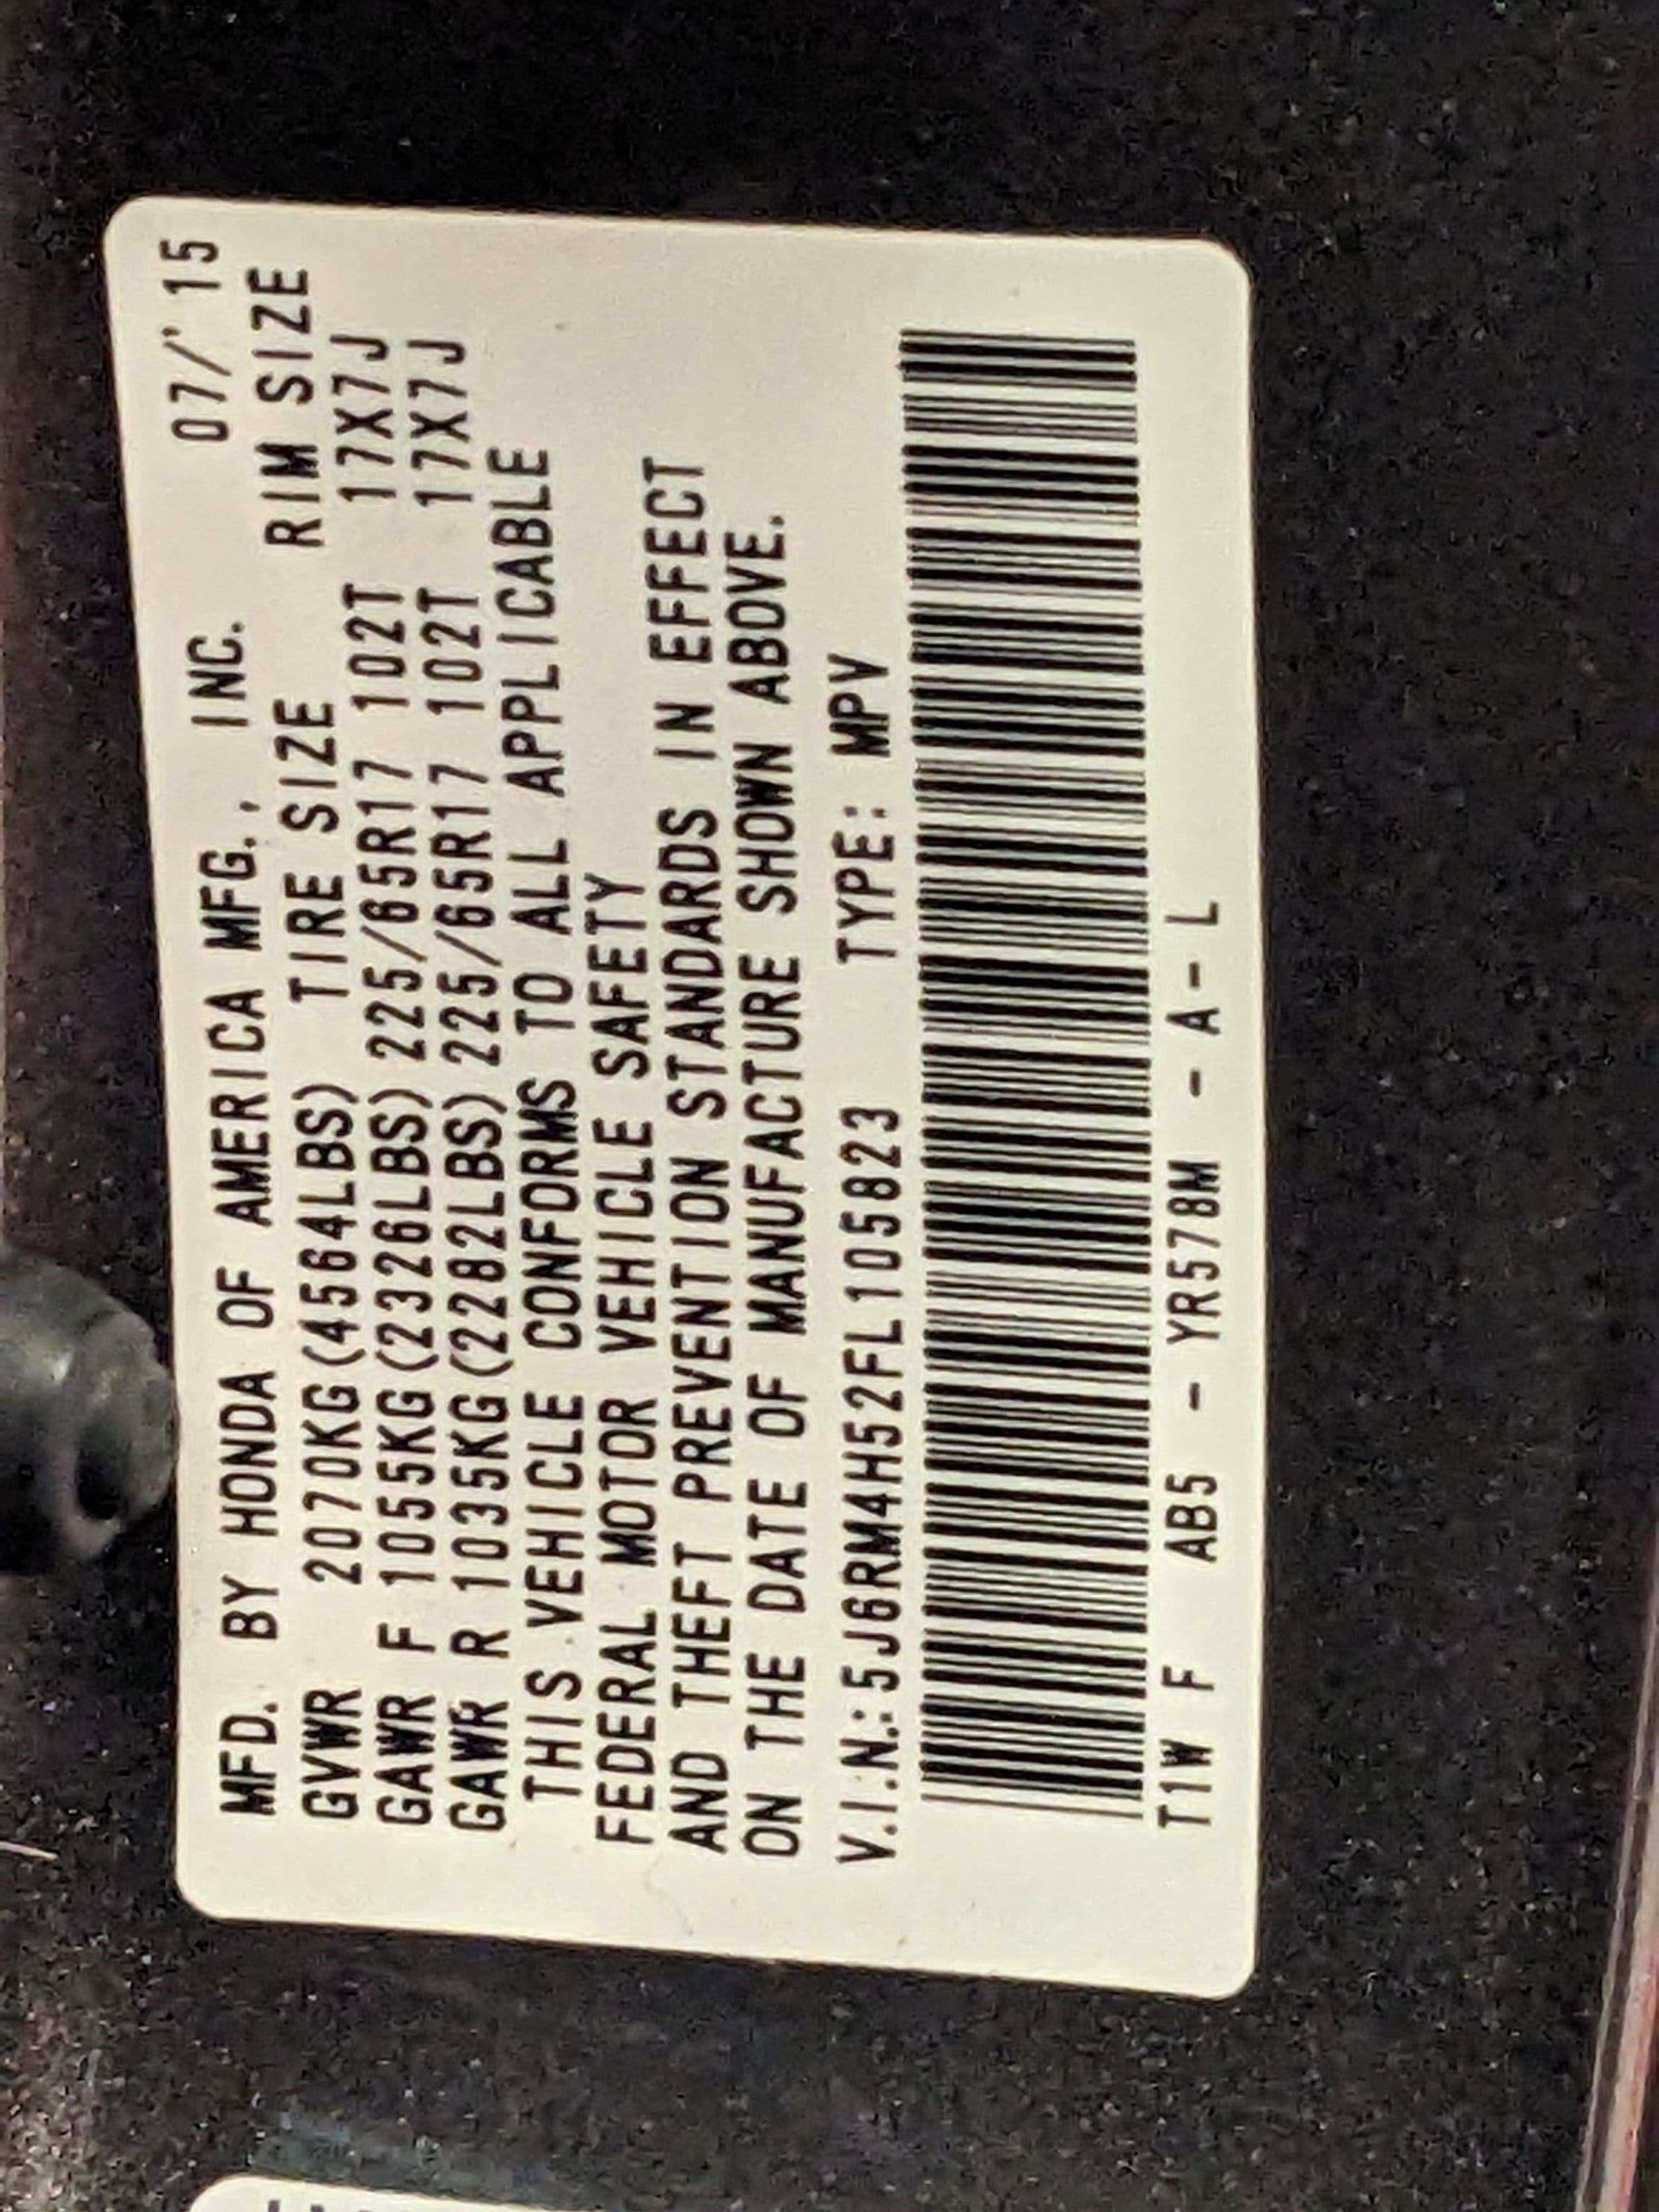 MFD. BY HONDA OF AMERICA MFG., INC. 07/'15
GVWR 2070KG(4564LBS) TIRE SIZE RIM SIZE
GAWR F 1055KG(2326LBS) 225/65R17 102T 17X7J
GAWR R 1035KG(2282LBS) 225/65R17 102T 17X7J
THIS VEHICLE CONFORMS TO ALL APPLICABLE
FEDERAL MOTOR VEHICLE SAFETY
AND THEFT PREVENTION STANDARDS IN EFFECT
ON THE DATE OF MANUFACTURE SHOWN ABOVE.
V.I.N.:5J6RM4H52FL105823 TYPE: MPV
T1W F AB5 - YR578M - A- L